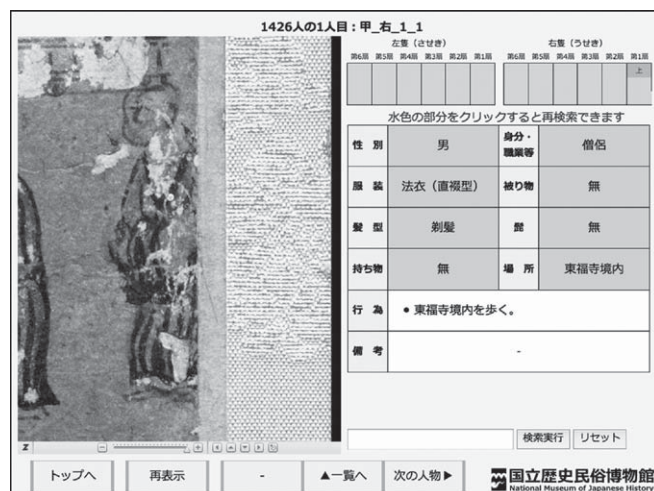 1426人の1人目：甲_右_1_1
左隻（させき）
第6扇 第5扇 第4扇 第3扇 第2扇 第1扇
右隻（うせき）
第6扇 第5扇 第4扇 第3扇 第2扇 第1扇
上
水色の部分をクリックすると再検索できます
性 別 男 身分・職業等 僧侶
服 装 法衣（直裰型） 被り物 無
髪 型 剃髪 髭 無
持ち物 無 場 所 東福寺境内
行 為 ● 東福寺境内を歩く。
備 考 -
検索実行 リセット
トップへ 再表示 - ▲一覧へ 次の人物▶
国立歴史民俗博物館
National Museum of Japanese History